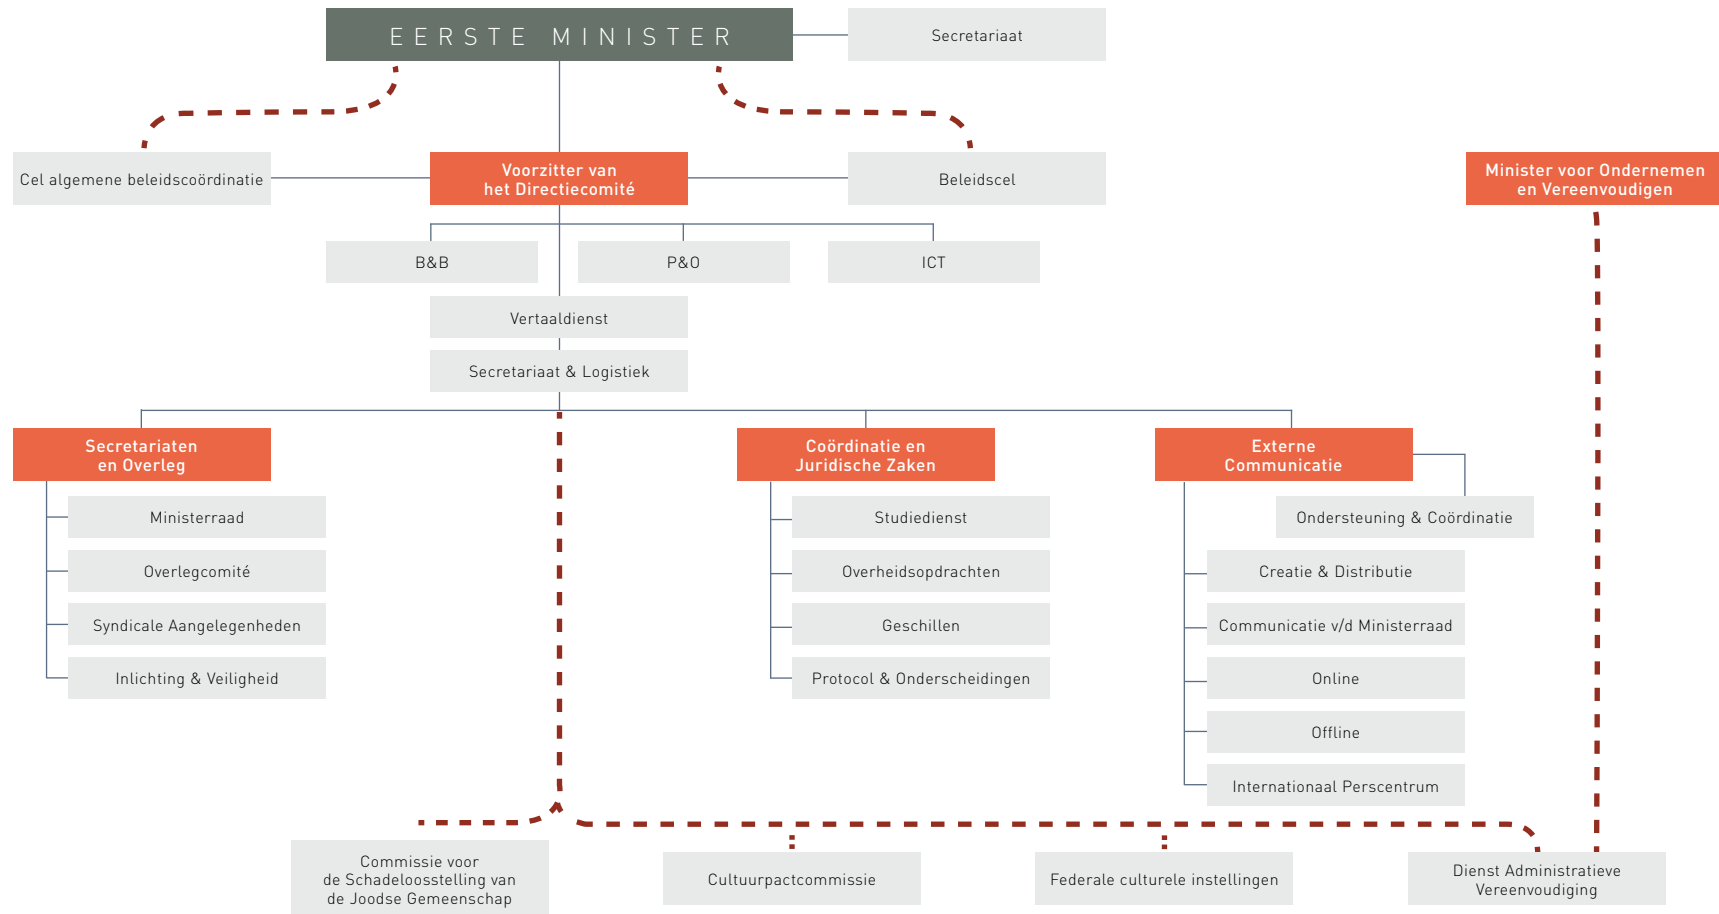 EERSTE MINISTER
Secretariaat
Cel algemene beleidscoördinatie
Voorzitter van
het Directiecomité
Beleidscel
Minister voor Ondernemen
en Vereenvoudigen
B&B
P&O
ICT
Vertaaldienst
Secretariaat & Logistiek
Secretariaten
en Overleg
Ministerraad
Overlegcomité
Syndicale Aangelegenheden
Inlichting & Veiligheid
Coördinatie en
Juridische Zaken
Studiedienst
Overheidsopdrachten
Geschillen
Protocol & Onderscheidingen
Externe
Communicatie
Ondersteuning & Coördinatie
Creatie & Distributie
Communicatie v/d Ministerraad
Online
Offline
Internationaal Perscentrum
Commissie voor
de Schadeloosstelling van
de Joodse Gemeenschap
Cultuurpactcommissie
Federale culturele instellingen
Dienst Administratieve
Vereenvoudiging